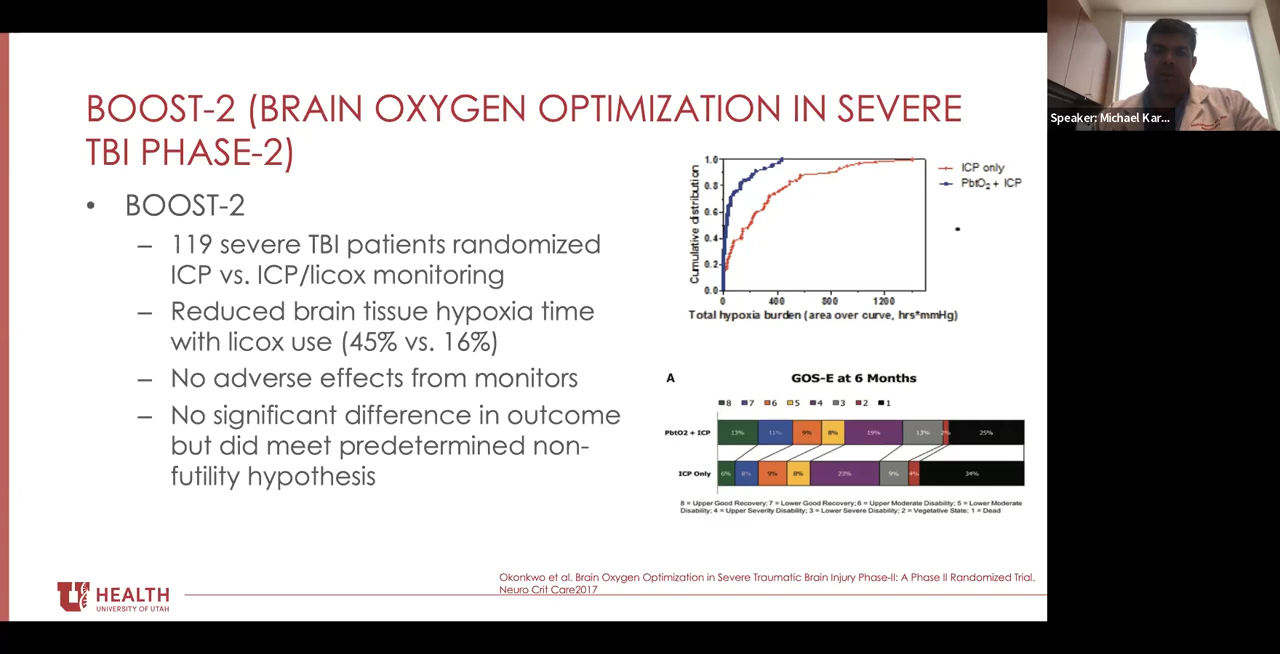 BOOST-2 (BRAIN OXYGEN OPTIMIZATION IN SEVERE
TBI PHASE-2)
• BOOST-2
– 119 severe TBI patients randomized
ICP vs. ICP/licox monitoring
– Reduced brain tissue hypoxia time
with licox use (45% vs. 16%)
– No adverse effects from monitors
– No significant difference in outcome
but did meet predetermined non-
futility hypothesis
Cumulative distribution
1.0
0.8
0.6
0.4
0.2
0.0
0 400 800 1200
Total hypoxia burden (area over curve, hrs*mmHg)
ICP only
PbtO2 + ICP
A GOS-E at 6 Months
8 7 6 5 4 3 2 1
PbtO2 + ICP 13% 11% 9% 8% 19% 13% 2% 25%
ICP Only 6% 8% 9% 8% 23% 9% 4% 34%
8 = Upper Good Recovery; 7 = Lower Good Recovery; 6 = Upper Moderate Disability; 5 = Lower Moderate
Disability; 4 = Upper Severity Disability; 3 = Lower Severe Disability; 2 = Vegetative State; 1 = Dead
Okonkwo et al. Brain Oxygen Optimization in Severe Traumatic Brain Injury Phase-II: A Phase II Randomized Trial.
Neuro Crit Care2017
U HEALTH
UNIVERSITY OF UTAH
Speaker: Michael Kar...